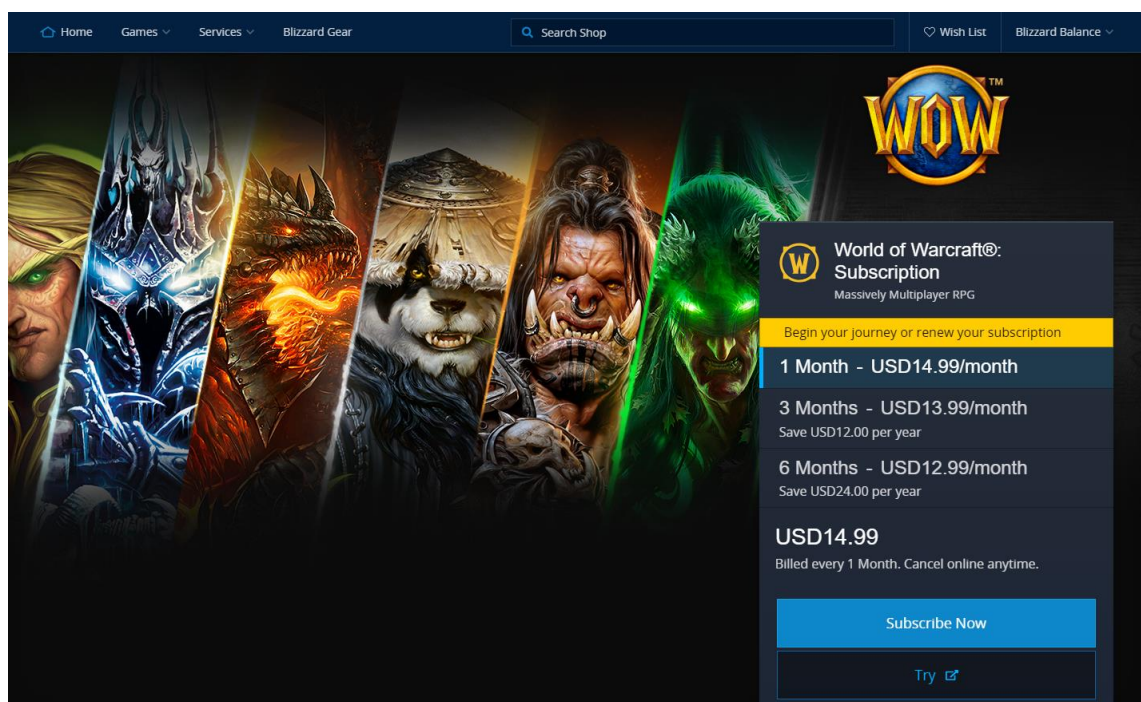 Home Games Services Blizzard Gear Search Shop Wish List Blizzard Balance
WOW™
W
World of Warcraft®:
Subscription
Massively Multiplayer RPG
Begin your journey or renew your subscription
1 Month - USD14.99/month
3 Months - USD13.99/month
Save USD12.00 per year
6 Months - USD12.99/month
Save USD24.00 per year
USD14.99
Billed every 1 Month. Cancel online anytime.
Subscribe Now
Try